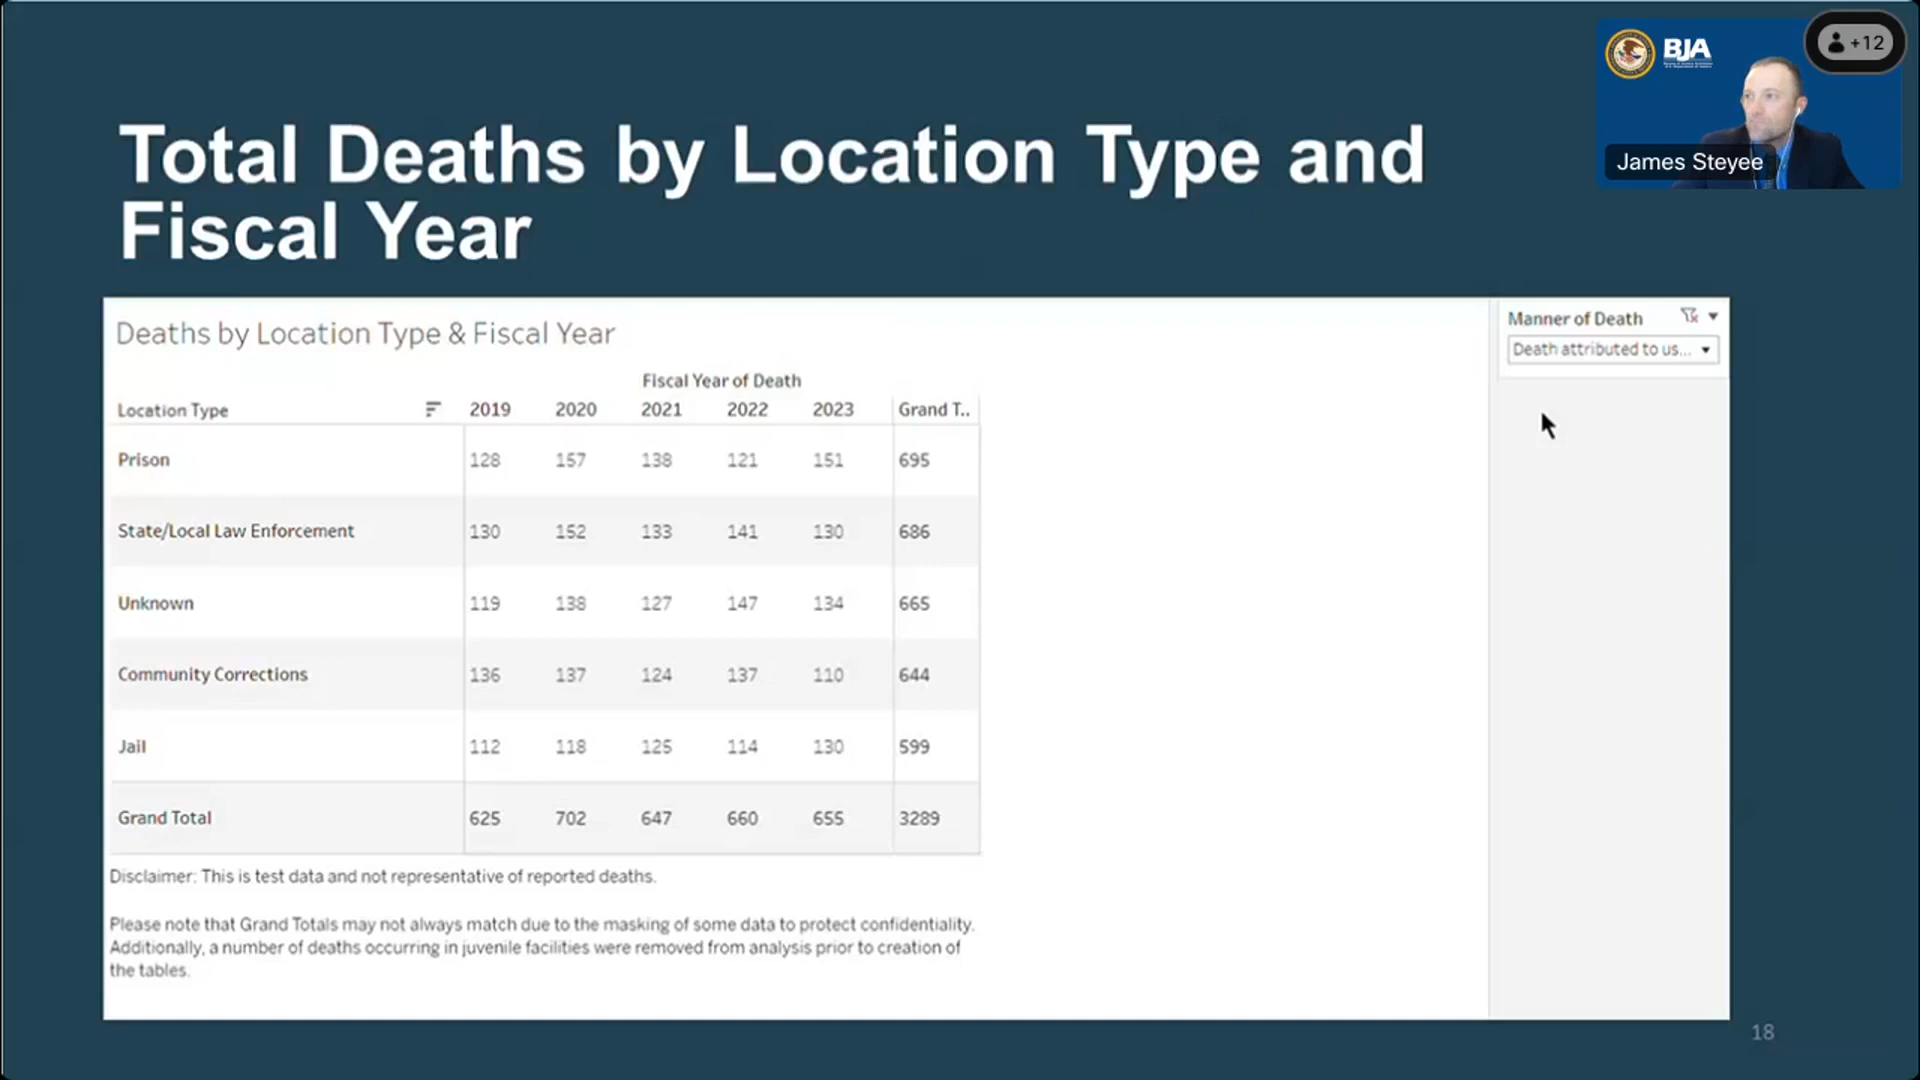 BJA
+12
James Steyee
Total Deaths by Location Type and
Fiscal Year
Deaths by Location Type & Fiscal Year
Manner of Death
Death attributed to us...
Fiscal Year of Death
Location Type 2019 2020 2021 2022 2023 Grand T..
Prison 128 157 138 121 151 695
State/Local Law Enforcement 130 152 133 141 130 686
Unknown 119 138 127 147 134 665
Community Corrections 136 137 124 137 110 644
Jail 112 118 125 114 130 599
Grand Total 625 702 647 660 655 3289
Disclaimer: This is test data and not representative of reported deaths.
Please note that Grand Totals may not always match due to the masking of some data to protect confidentiality.
Additionally, a number of deaths occurring in juvenile facilities were removed from analysis prior to creation of
the tables.
18